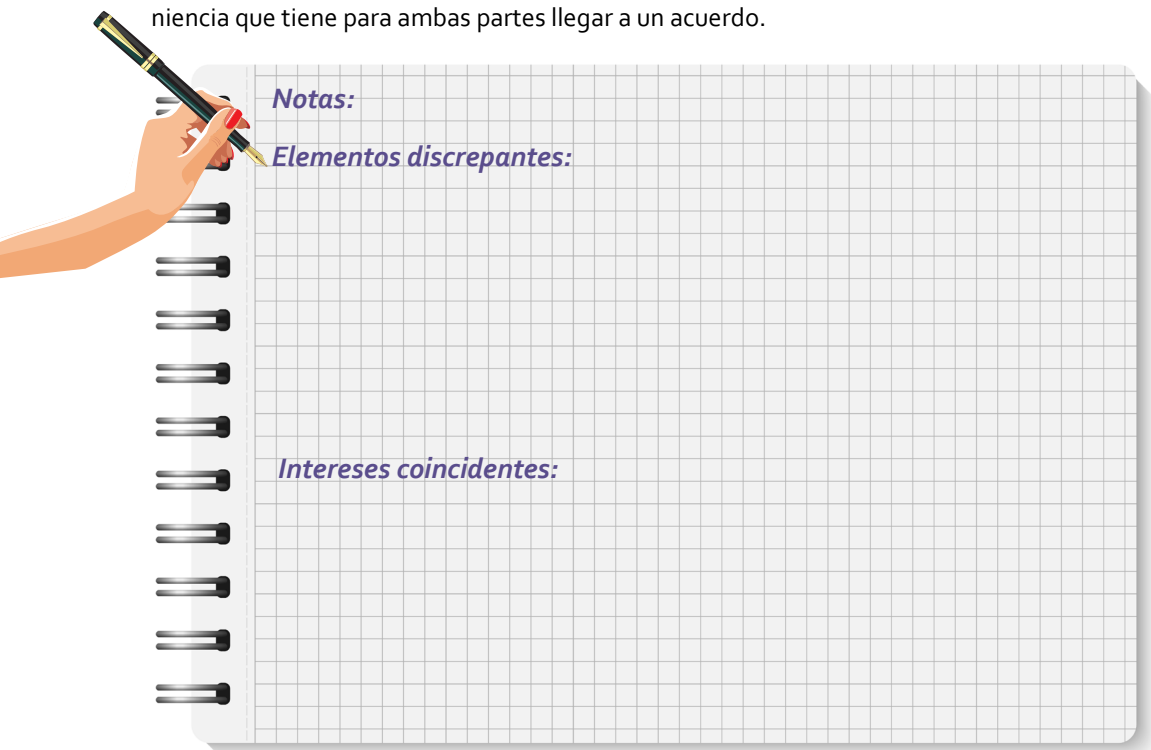 niencia que tiene para ambas partes llegar a un acuerdo.
Notas:
Elementos discrepantes:
Intereses coincidentes: